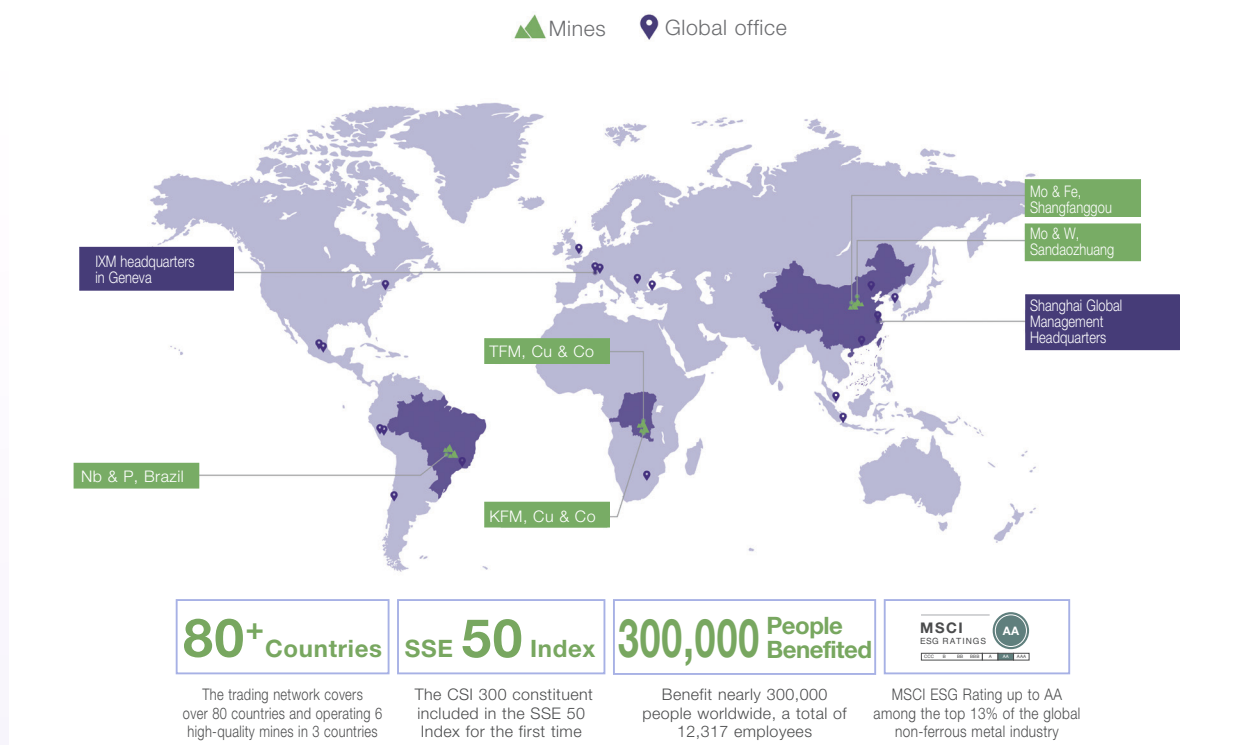 Mines
Global office
Mo & Fe,
Shangfanggou
Mo & W,
Sandaozhuang
IXM headquarters
in Geneva
Shanghai Global
Management
Headquarters
TFM, Cu & Co
Nb & P, Brazil
KFM, Cu & Co
80+ Countries
The trading network covers
over 80 countries and operating 6
high-quality mines in 3 countries
SSE 50 Index
The CSI 300 constituent
included in the SSE 50
Index for the first time
300,000 People
Benefited
Benefit nearly 300,000
people worldwide, a total of
12,317 employees
MSCI
ESG RATINGS
AA
CCC B BB BBB A AA AAA
MSCI ESG Rating up to AA
among the top 13% of the global
non-ferrous metal industry